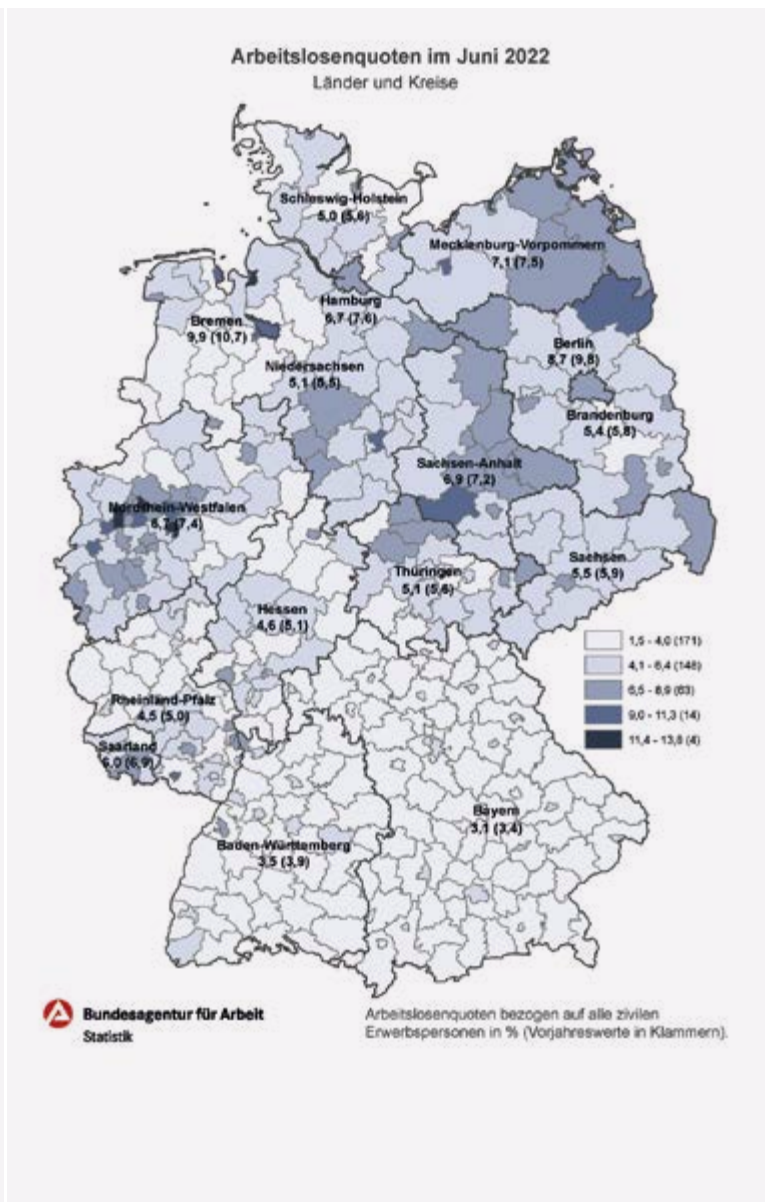 Arbeitslosenquoten im Juni 2022
Länder und Kreise
Schleswig-Holstein
5,0 (5,6)
Mecklenburg-Vorpommern
7,1 (7,5)
Hamburg
6,7 (7,6)
Bremen
9,9 (10,7)
Berlin
8,7 (9,8)
Niedersachsen
5,1 (5,5)
Brandenburg
5,4 (5,8)
Sachsen-Anhalt
6,9 (7,2)
Nordrhein-Westfalen
6,7 (7,4)
Sachsen
5,5 (5,9)
Thüringen
5,1 (5,6)
Hessen
4,6 (5,1)
1,5 - 4,0 (171)
4,1 - 6,4 (148)
6,5 - 8,9 (63)
9,0 - 11,3 (14)
11,4 - 13,8 (4)
Rheinland-Pfalz
4,5 (5,0)
Saarland
6,0 (6,9)
Bayern
3,1 (3,4)
Baden-Württemberg
3,5 (3,9)
Bundesagentur für Arbeit
Statistik
Arbeitslosenquoten bezogen auf alle zivilen
Erwerbspersonen in % (Vorjahreswerte in Klammern).